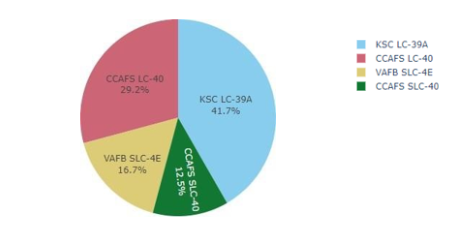 KSC LC-39A
41.7%
CCAFS LC-40
29.2%
VAFB SLC-4E
16.7%
CCAFS SLC-40
12.5%
KSC LC-39A
CCAFS LC-40
VAFB SLC-4E
CCAFS SLC-40